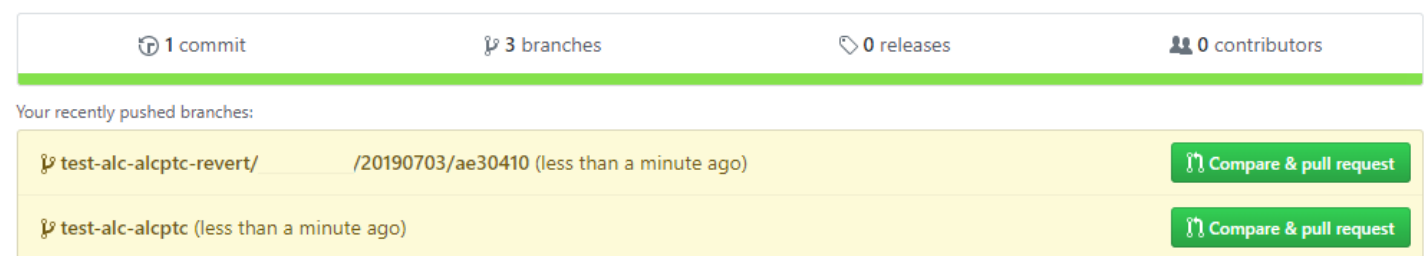 1 commit 3 branches 0 releases 0 contributors
Your recently pushed branches:
test-alc-alcptc-revert/ /20190703/ae30410 (less than a minute ago) Compare & pull request
test-alc-alcptc (less than a minute ago) Compare & pull request